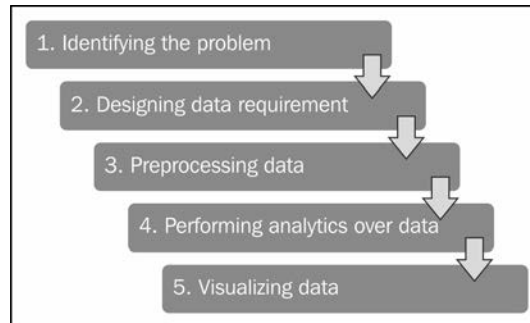 1. Identifying the problem
2. Designing data requirement
3. Preprocessing data
4. Performing analytics over data
5. Visualizing data